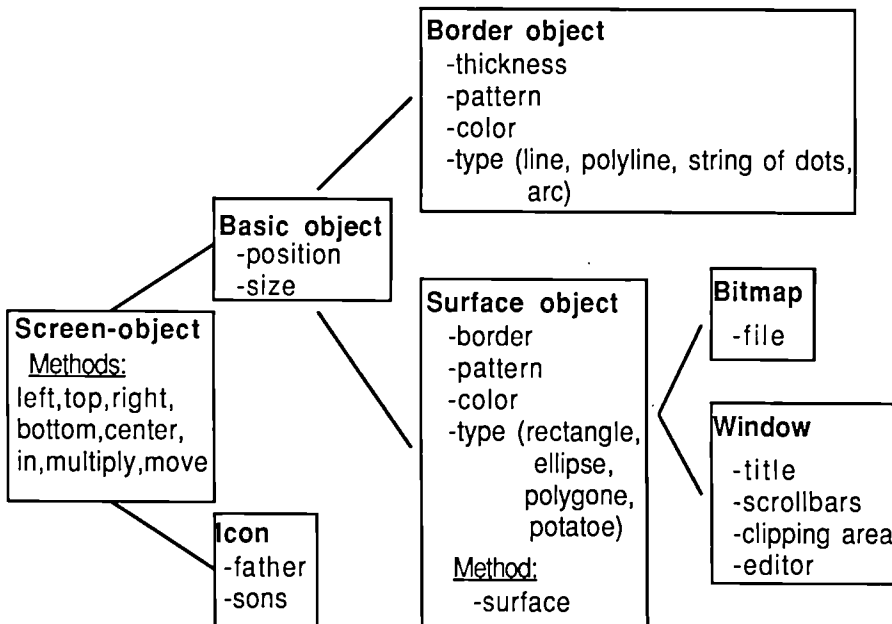 Border object
-thickness
-pattern
-color
-type (line, polyline, string of dots,
arc)
Basic object
-position
-size
Screen-object
Methods:
left,top,right,
bottom,center,
in,multiply,move
Icon
-father
-sons
Surface object
-border
-pattern
-color
-type (rectangle,
ellipse,
polygone,
potatoe)
Method:
-surface
Bitmap
-file
Window
-title
-scrollbars
-clipping area
-editor